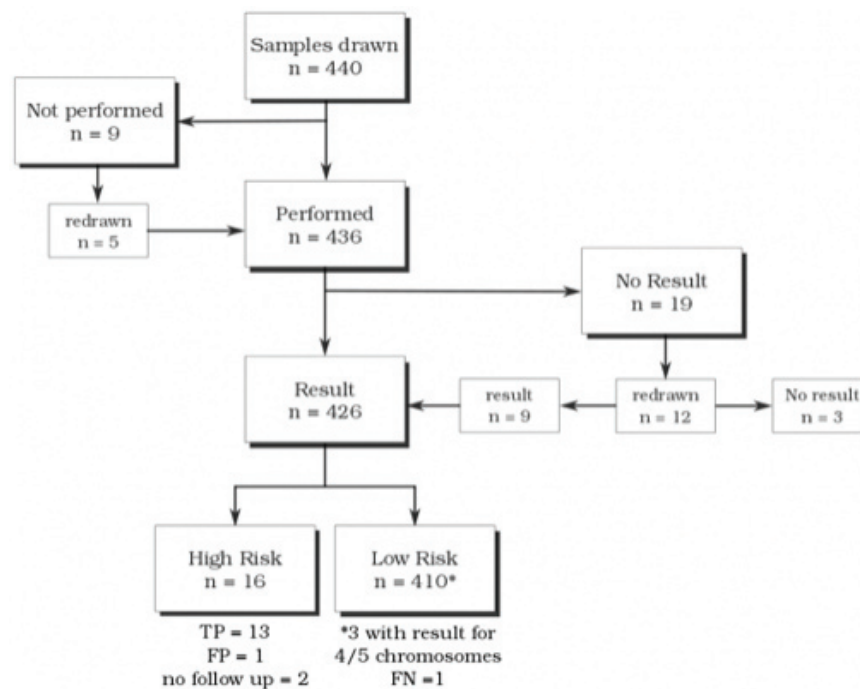 Samples drawn
n = 440
Not performed
n = 9
redrawn
n = 5
Performed
n = 436
No Result
n = 19
Result
n = 426
result
n = 9
redrawn
n = 12
No result
n = 3
High Risk
n = 16
Low Risk
n = 410*
TP = 13
FP = 1
no follow up = 2
*3 with result for
4/5 chromosomes
FN =1